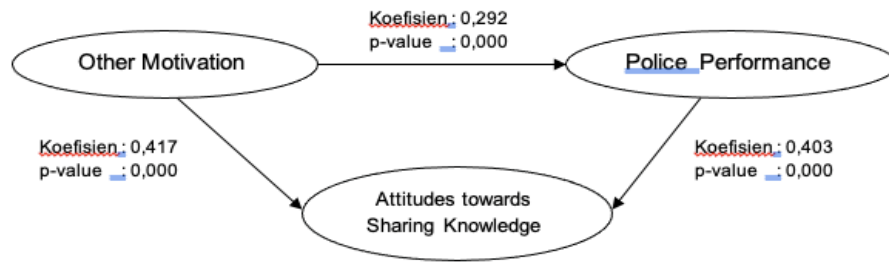 Koefisien : 0,292
p-value : 0,000
Other Motivation
Police Performance
Koefisien : 0,417
p-value : 0,000
Koefisien : 0,403
p-value : 0,000
Attitudes towards
Sharing Knowledge